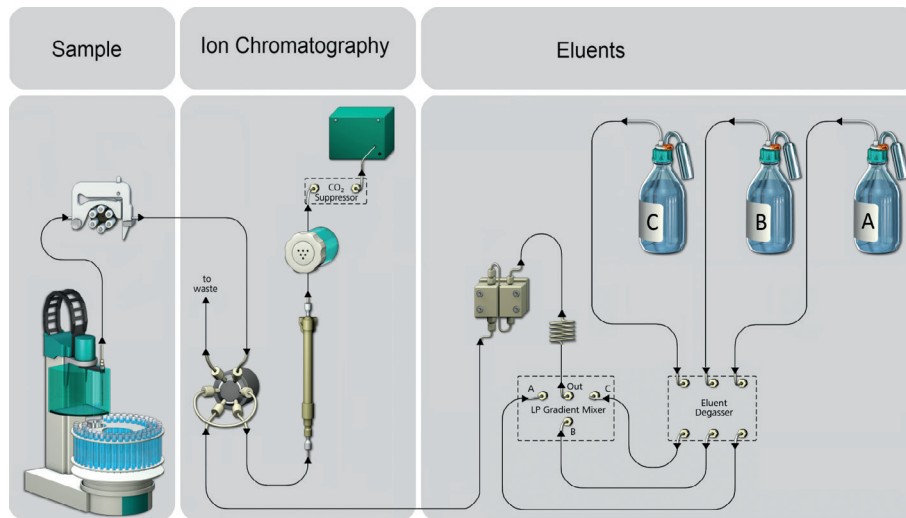 Sample
Ion Chromatography
Eluents
CO₂
Suppressor
to
waste
C
B
A
A
Out
C
LP Gradient Mixer
B
Eluent
Degasser